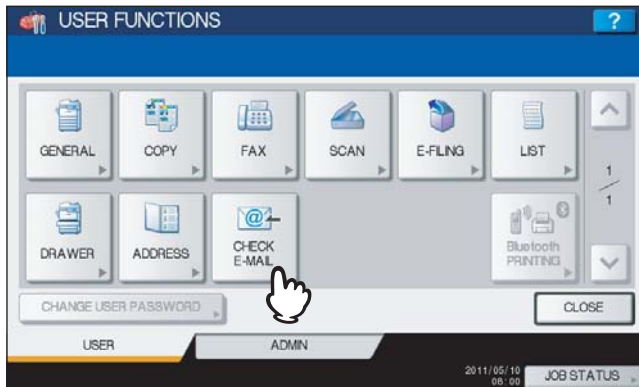 USER FUNCTIONS
?
GENERAL
COPY
FAX
SCAN
E-FILING
LIST
1
1
DRAWER
ADDRESS
@
CHECK
E-MAIL
Bluetooth
PRINTING
CHANGE USER PASSWORD
CLOSE
USER
ADMIN
2011/05/10
08:00
JOB STATUS